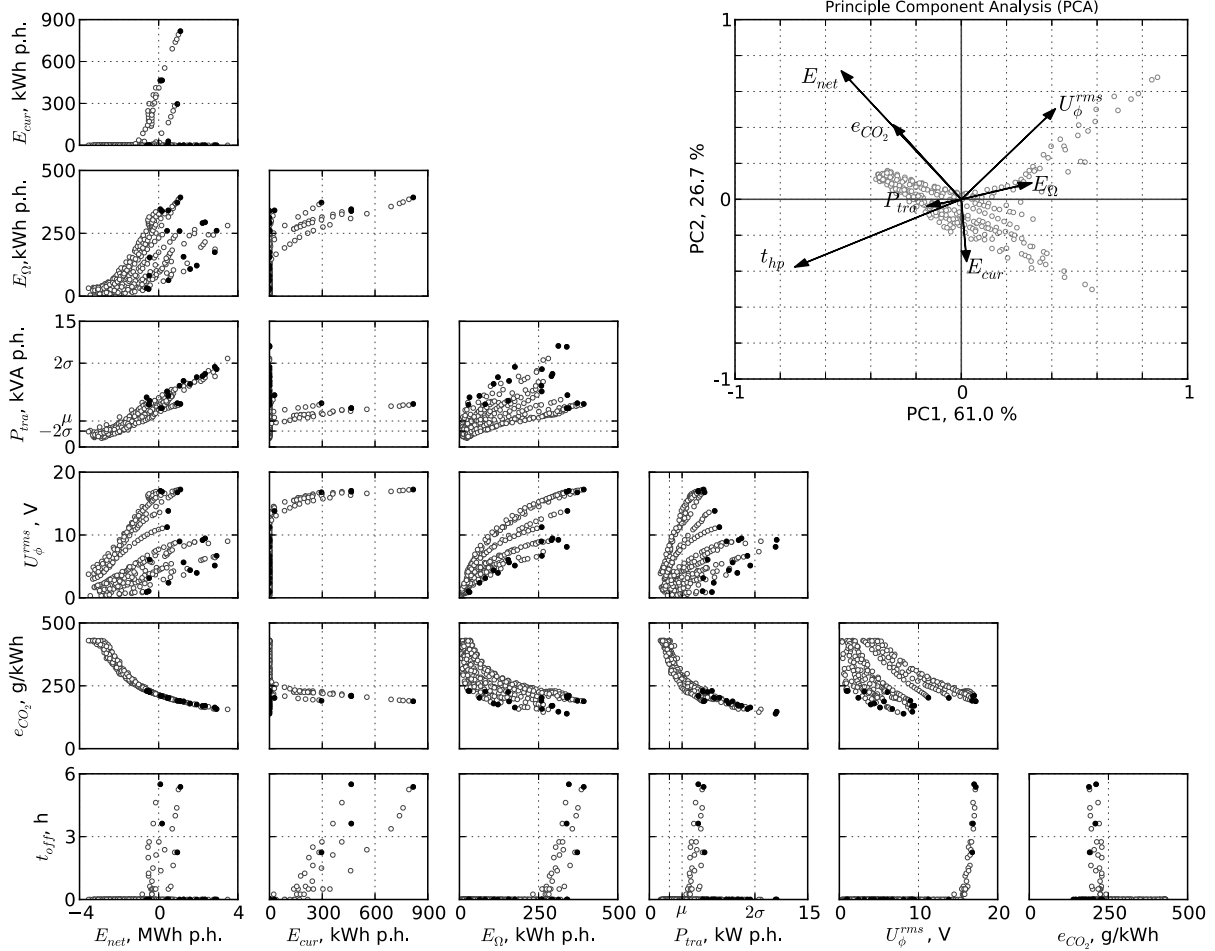 Principle Component Analysis (PCA)
900
600
300
0
E_cur, kWh p.h.
500
250
0
E_Ω, kWh p.h.
15
2σ
μ
−2σ
0
P_tra, kVA p.h.
20
10
0
U_ϕ^rms, V
500
250
0
e_CO₂, g/kWh
6
3
0
t_off, h
−4 0 4
E_net, MWh p.h.
0 300 600 900
E_cur, kWh p.h.
0 250 500
E_Ω, kWh p.h.
0 μ 2σ 15
P_tra, kW p.h.
0 10 20
U_ϕ^rms, V
0 250 500
e_CO₂, g/kWh
1
0
-1
PC2, 26.7 %
E_net
U_ϕ^rms
e_CO₂
E_Ω
P_tra
t_hp
E_cur
-1 0 1
PC1, 61.0 %